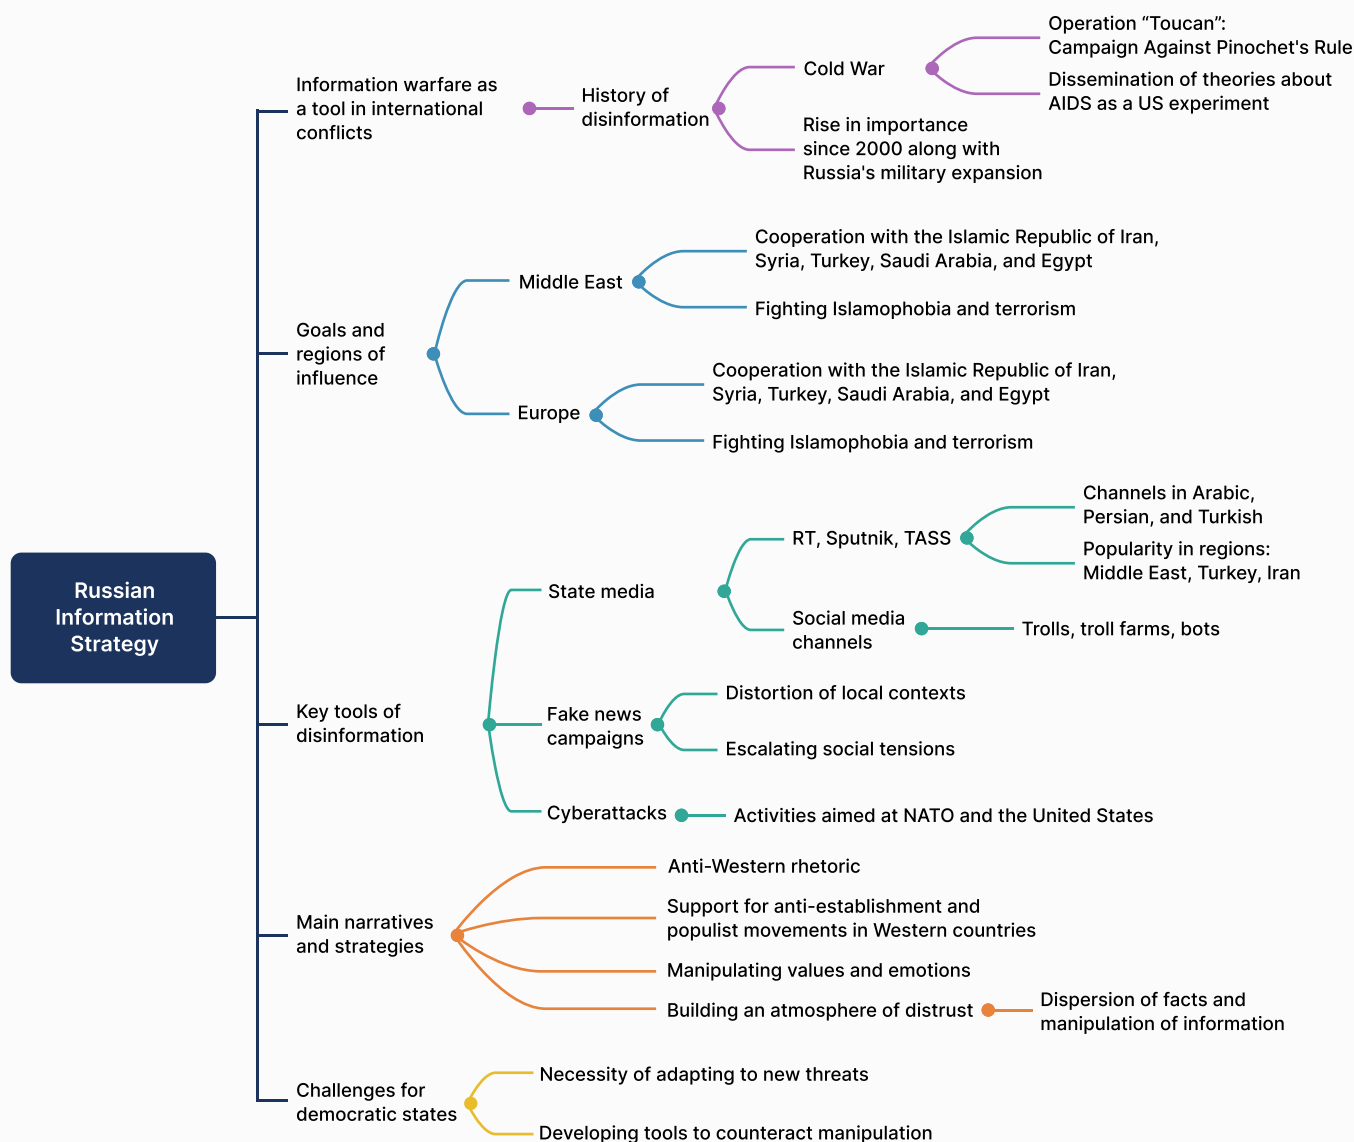 Russian
Information
Strategy
Information warfare as
a tool in international
conflicts
History of
disinformation
Cold War
Operation “Toucan”:
Campaign Against Pinochet's Rule
Dissemination of theories about
AIDS as a US experiment
Rise in importance
since 2000 along with
Russia's military expansion
Goals and
regions of
influence
Middle East
Cooperation with the Islamic Republic of Iran,
Syria, Turkey, Saudi Arabia, and Egypt
Fighting Islamophobia and terrorism
Europe
Cooperation with the Islamic Republic of Iran,
Syria, Turkey, Saudi Arabia, and Egypt
Fighting Islamophobia and terrorism
Key tools of
disinformation
State media
RT, Sputnik, TASS
Channels in Arabic,
Persian, and Turkish
Popularity in regions:
Middle East, Turkey, Iran
Social media
channels
Trolls, troll farms, bots
Fake news
campaigns
Distortion of local contexts
Escalating social tensions
Cyberattacks
Activities aimed at NATO and the United States
Main narratives
and strategies
Anti-Western rhetoric
Support for anti-establishment and
populist movements in Western countries
Manipulating values and emotions
Building an atmosphere of distrust
Dispersion of facts and
manipulation of information
Challenges for
democratic states
Necessity of adapting to new threats
Developing tools to counteract manipulation